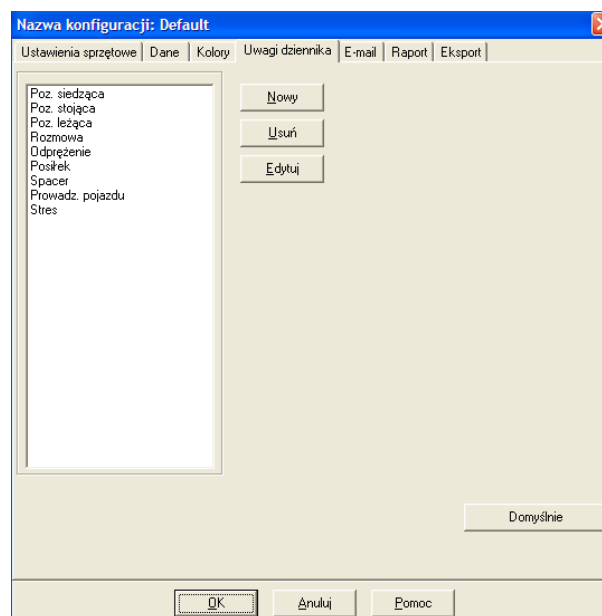 Nazwa konfiguracji: Default
Ustawienia sprzętowe Dane Kolory Uwagi dziennika E-mail Raport Eksport
Poz. siedząca
Poz. stojąca
Poz. leżąca
Rozmowa
Odprężenie
Posiłek
Spacer
Prowadz. pojazdu
Stres
Nowy
Usuń
Edytuj
Domyślnie
OK Anuluj Pomoc